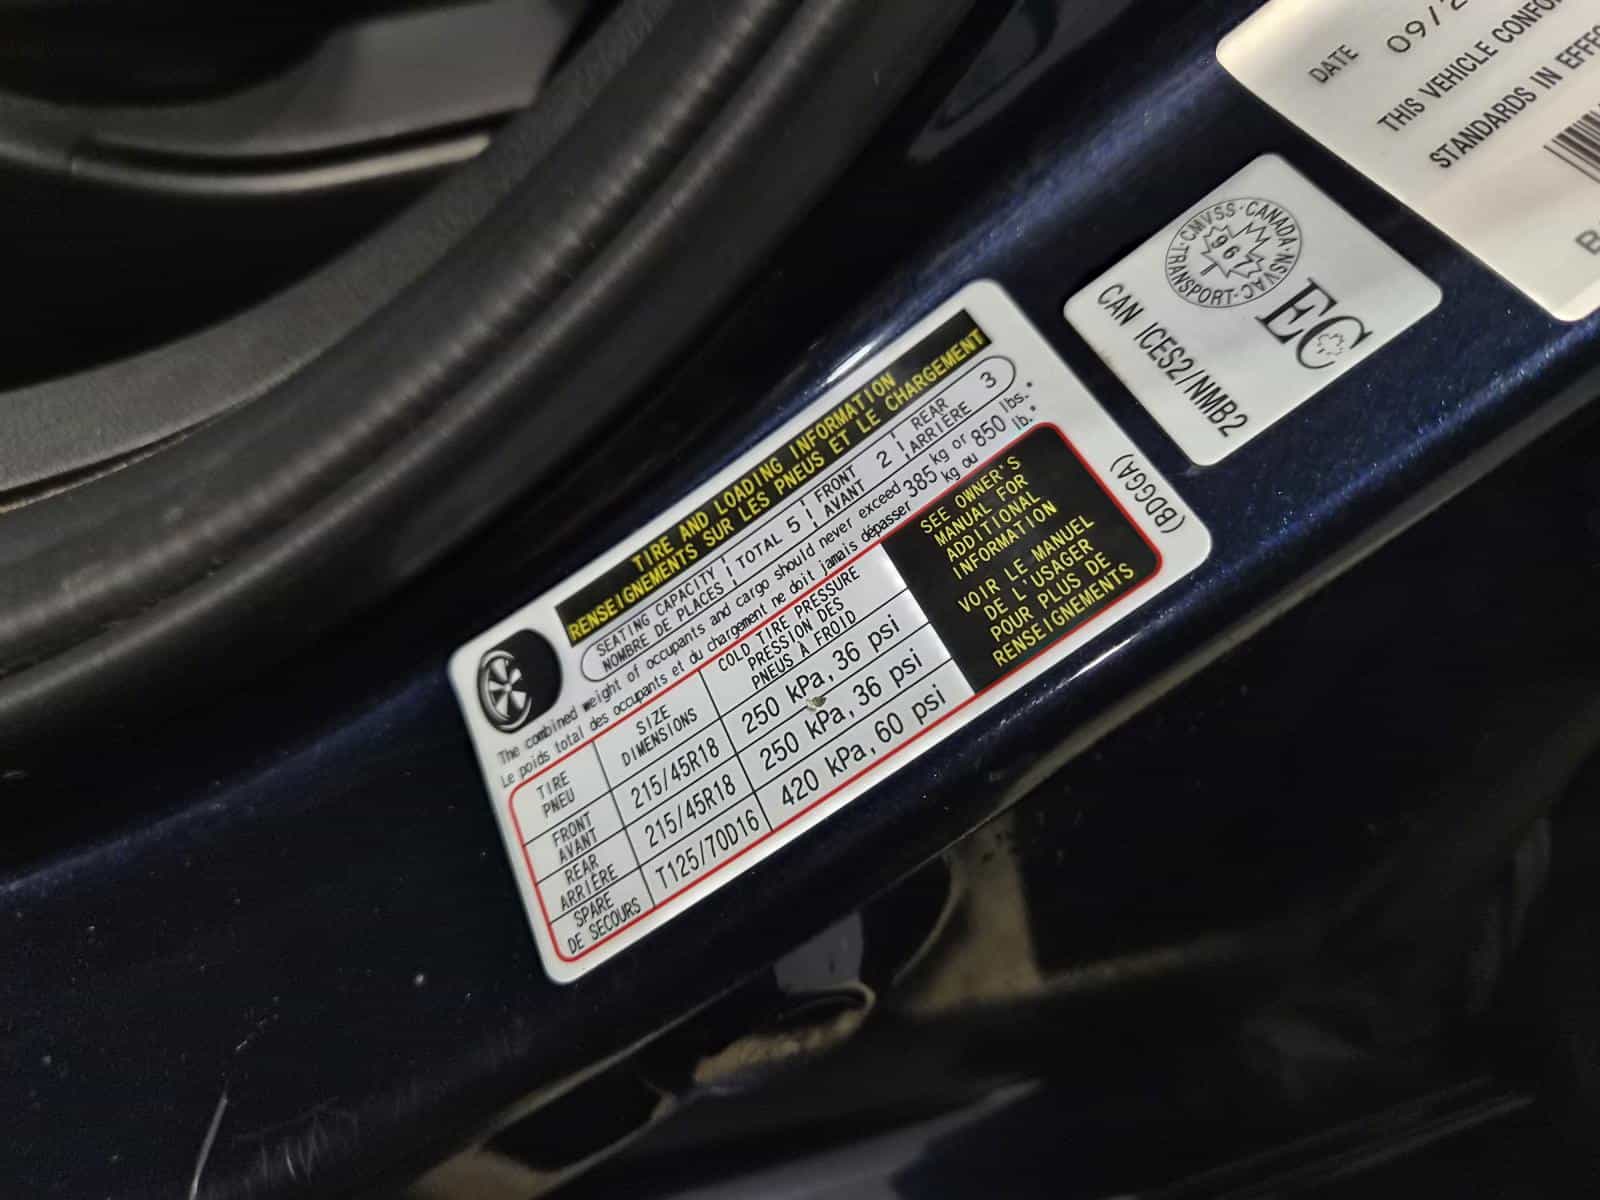 DATE 09/2
THIS VEHICLE
STANDARDS IN
CMVSS·CANADA·NSVAC·TRANSPORT·
967
EC
CAN ICES2/NMB2
TIRE AND LOADING INFORMATION
RENSEIGNEMENTS SUR LES PNEUS ET LE CHARGEMENT
SEATING CAPACITY TOTAL 5 FRONT 2 REAR 3
NOMBRE DE PLACES AVANT ARRIÈRE
The combined weight of occupants and cargo should never exceed 385 kg or 850 lbs.
Le poids total des occupants et du chargement ne doit jamais dépasser kg ou lb.
TIRE SIZE COLD TIRE PRESSURE
PNEU DIMENSIONS PRESSION DES
PNEUS À FROID
FRONT 215/45R18 250 kPa, 36 psi
AVANT
REAR 215/45R18 250 kPa, 36 psi
ARRIÈRE
SPARE T125/70D16 420 kPa, 60 psi
DE SECOURS
SEE OWNER'S
MANUAL FOR
ADDITIONAL
INFORMATION
VOIR LE MANUEL
DE L'USAGER
POUR PLUS DE
RENSEIGNEMENTS
(BDGGA)